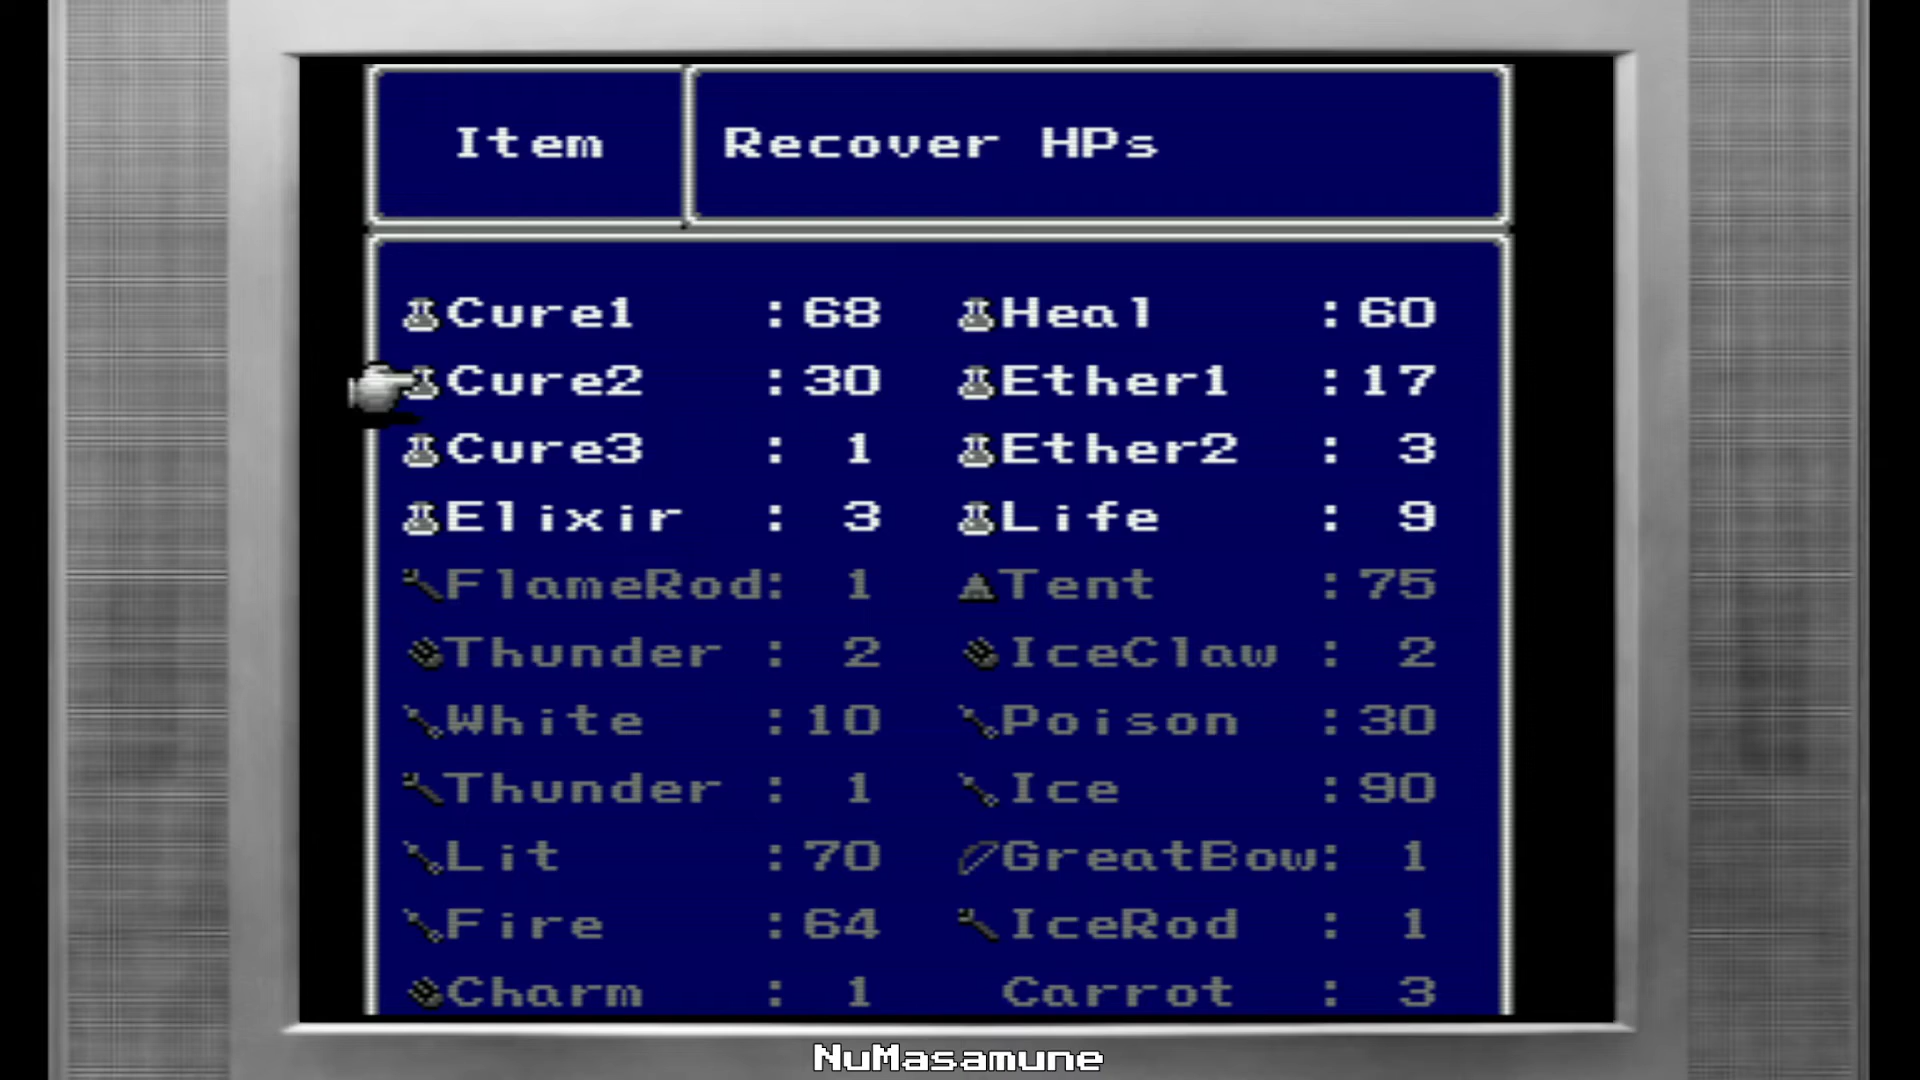 Item Recover HPs
Cure1 :68 Heal :60
Cure2 :30 Ether1 :17
Cure3 : 1 Ether2 : 3
Elixir : 3 Life : 9
FlameRod: 1 Tent :75
Thunder : 2 IceClaw : 2
White :10 Poison :30
Thunder : 1 Ice :90
Lit :70 GreatBow: 1
Fire :64 IceRod : 1
Charm : 1 Carrot : 3
NuMasamune